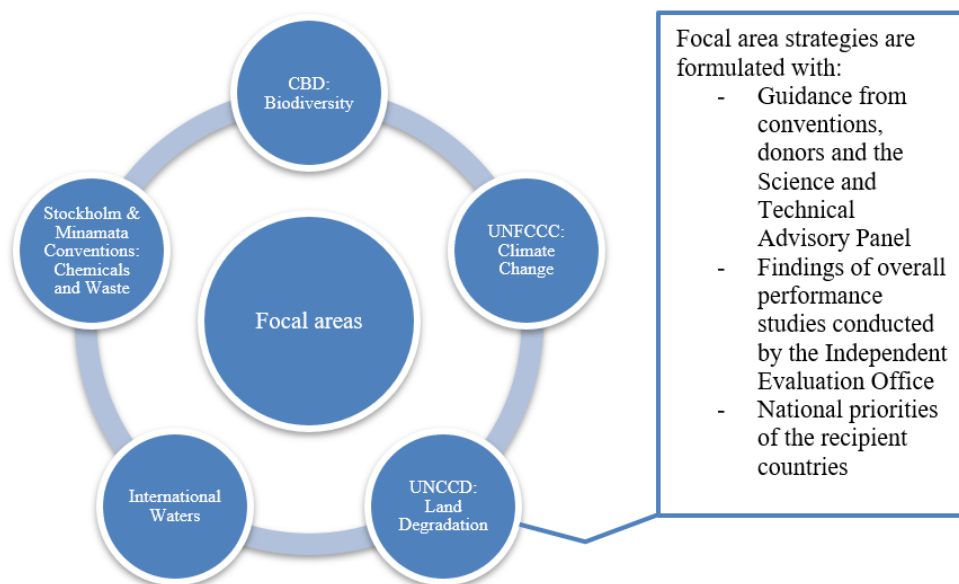 CBD:
Biodiversity
UNFCCC:
Climate
Change
UNCCD:
Land
Degradation
International
Waters
Stockholm &
Minamata
Conventions:
Chemicals
and Waste
Focal areas
Focal area strategies are
formulated with:
- Guidance from
conventions,
donors and the
Science and
Technical
Advisory Panel
- Findings of overall
performance
studies conducted
by the Independent
Evaluation Office
- National priorities
of the recipient
countries